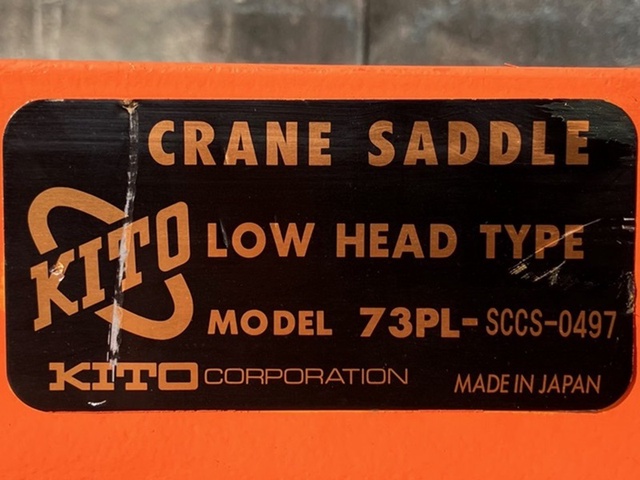 CRANE SADDLE
KITO
LOW HEAD TYPE
MODEL 73PL-SCCS-0497
KITO CORPORATION
MADE IN JAPAN